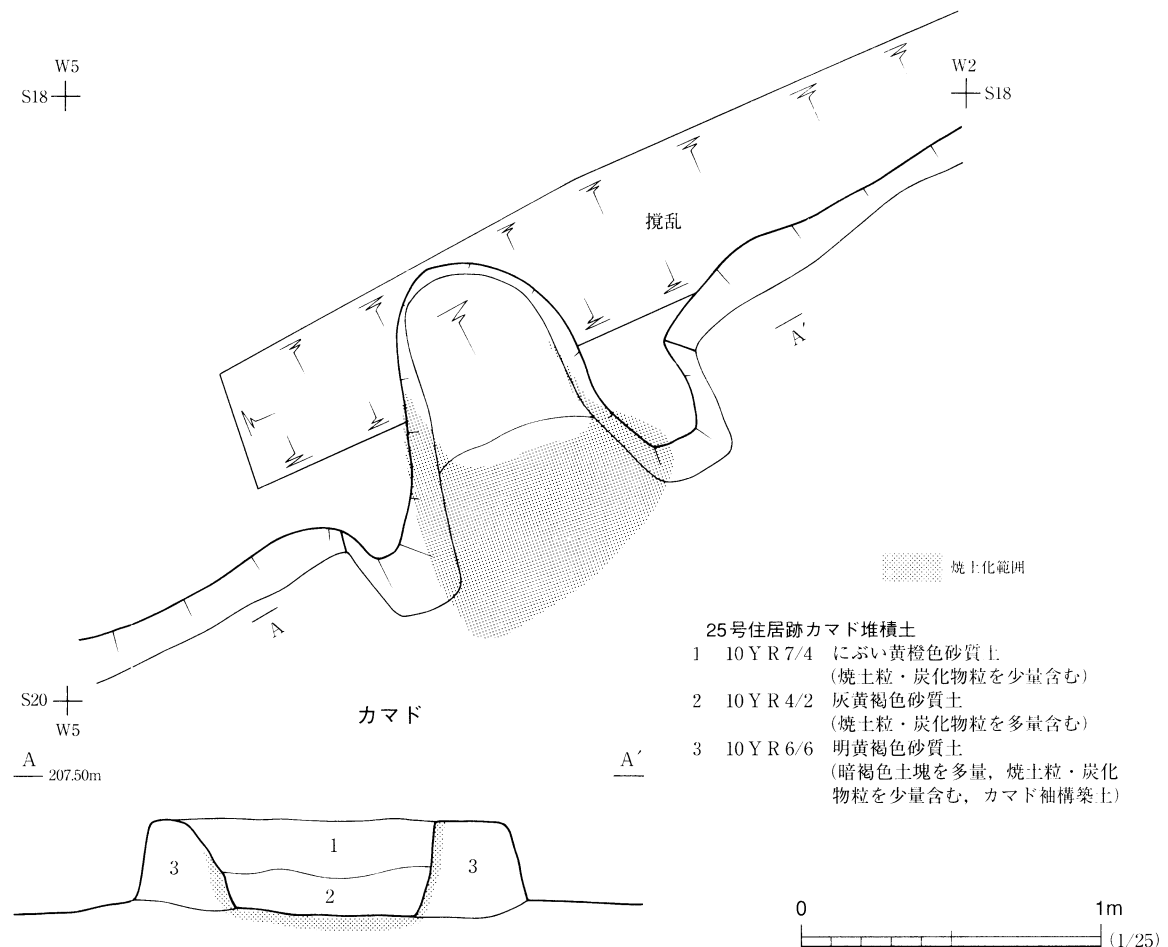 W5
S18
W2
S18
撹乱
A′
A
焼土化範囲
S20
W5
カマド
25号住居跡カマド堆積土
1 10YR7/4 にぶい黄橙色砂質土
(焼土粒・炭化物粒を少量含む)
2 10YR4/2 灰黄褐色砂質土
(焼土粒・炭化物粒を多量含む)
3 10YR6/6 明黄褐色砂質土
(暗褐色土塊を多量，焼土粒・炭化
物粒を少量含む，カマド袖構築土)
A
207.50m
A′
1
3
3
2
0
1m
(1/25)